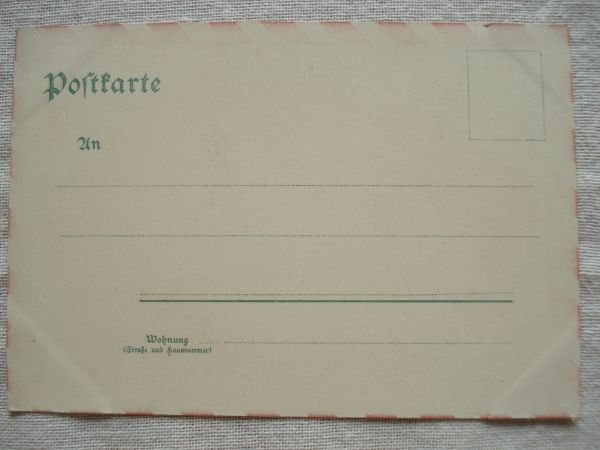 Postkarte
An
Wohnung
(Straße und Hausnummer)